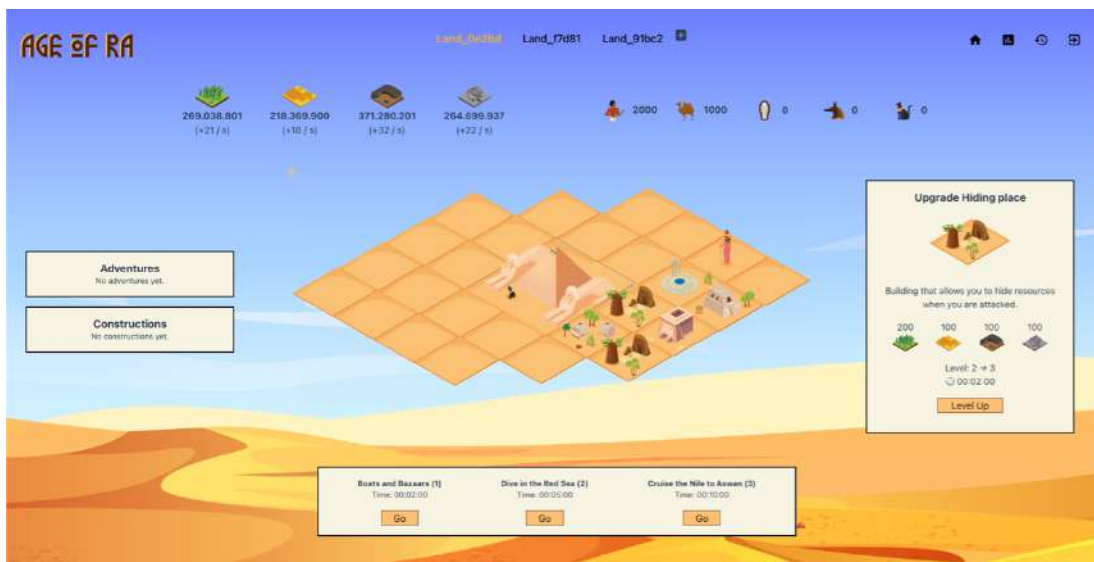 AGE OF RA
Land_0e2bd Land_f7d81 Land_91bc2
269.038.801 218.369.900 371.280.201 264.699.937
(+21 / s) (+18 / s) (+32 / s) (+22 / s)
2000 1000 0 0 0
Upgrade Hiding place
Building that allows you to hide resources
when you are attacked.
200 100 100 100
Level: 2 → 3
00:02:00
Level Up
Adventures
No adventures yet.
Constructions
No constructions yet.
Boats and Bazaars (1)
Time: 00:02:00
Go
Dive in the Red Sea (2)
Time: 00:05:00
Go
Cruise the Nile to Aswan (3)
Time: 00:10:00
Go